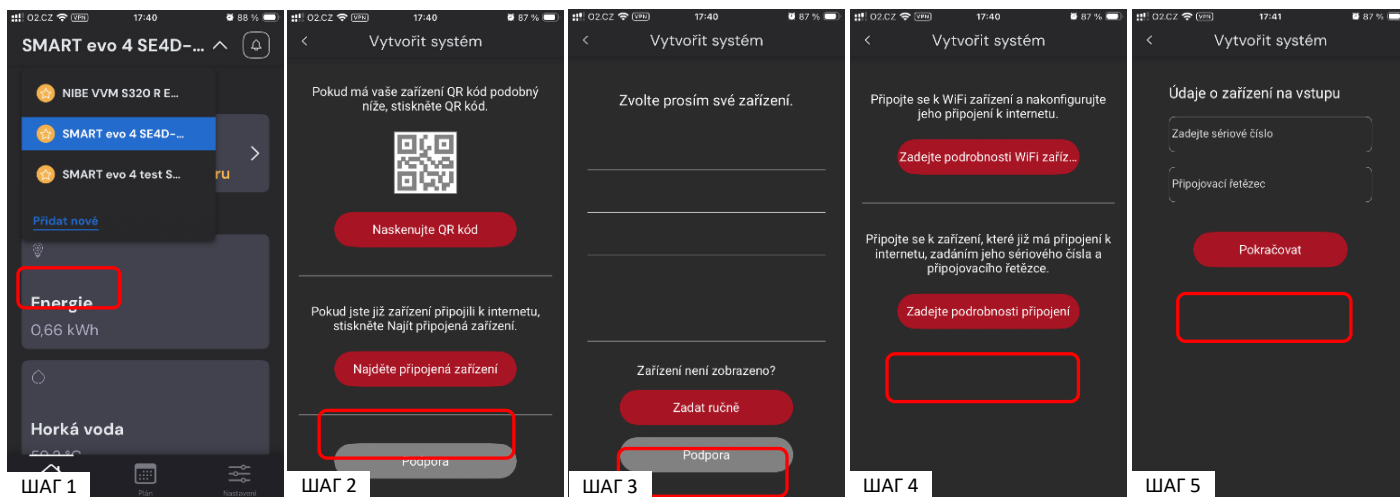 O2.CZ VPN 17:40 88 %
SMART evo 4 SE4D-...
NIBE VVM S320 R E...
SMART evo 4 SE4D-...
SMART evo 4 test S...
ru
Přidat nové
Energie
0,66 kWh
Horká voda
Plán
Nastavení
ШАГ 1
O2.CZ VPN 17:40 87 %
Vytvořit systém
Pokud má vaše zařízení QR kód podobný
níže, stiskněte QR kód.
Naskenujte QR kód
Pokud jste již zařízení připojili k internetu,
stiskněte Najít připojená zařízení.
Najděte připojená zařízení
Podpora
ШАГ 2
O2.CZ VPN 17:40 87 %
Vytvořit systém
Zvolte prosím své zařízení.
Zařízení není zobrazeno?
Zadat ručně
Podpora
ШАГ 3
O2.CZ VPN 17:40 87 %
Vytvořit systém
Připojte se k WiFi zařízení a nakonfigurujte
jeho připojení k internetu.
Zadejte podrobnosti WiFi zaříz...
Připojte se k zařízení, které již má připojení k
internetu, zadáním jeho sériového čísla a
připojovacího řetězce.
Zadejte podrobnosti připojení
ШАГ 4
O2.CZ VPN 17:41 87 %
Vytvořit systém
Údaje o zařízení na vstupu
Zadejte sériové číslo
Připojovací řetězec
Pokračovat
ШАГ 5